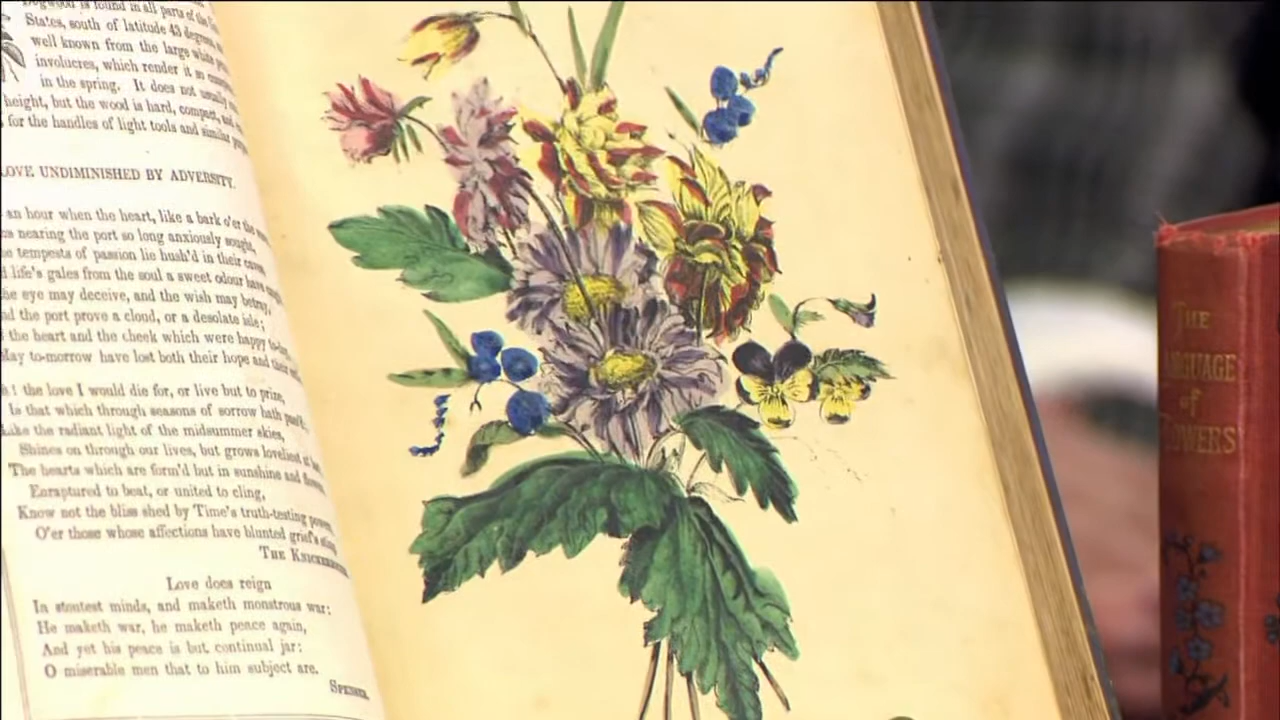 Dogwood is found in all parts of the
States, south of latitude 43 degrees,
well known from the large white
involucres, which render it so
in the spring. It does not usually
height, but the wood is hard, compact,
for the handles of light tools and similar
LOVE UNDIMINISHED BY ADVERSITY.
an hour when the heart, like a bark o'er the
nearing the port so long anxiously sought,
tempests of passion lie hush'd in their
life's gales from the soul a sweet odour have
eye may deceive, and the wish may betray,
the port prove a cloud, or a desolate isle;
the heart and the cheek which were happy
May to-morrow have lost both their hope and their
! the love I would die for, or live but to prize,
Is that which through seasons of sorrow hath
Like the radiant light of the midsummer skies,
Shines on through our lives, but grows loveliest
The hearts which are form'd but in sunshine and
Enraptured to beat, or united to cling,
Know not the bliss shed by Time's truth-testing
O'er those whose affections have blunted grief's
THE
Love does reign
In stoutest minds, and maketh monstrous war:
He maketh war, he maketh peace again,
And yet his peace is but continual jar:
O miserable men that to him subject are.
SPENSER.
THE
LANGUAGE
of
FLOWERS